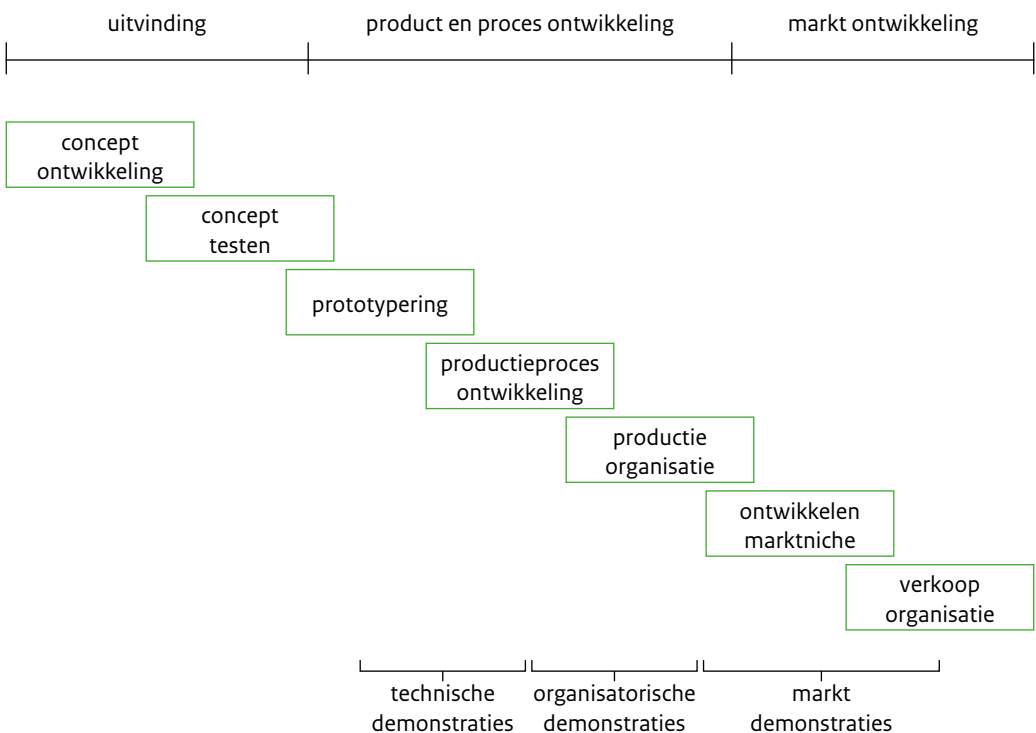 uitvinding
product en proces ontwikkeling
markt ontwikkeling
concept
ontwikkeling
concept
testen
prototypering
productieproces
ontwikkeling
productie
organisatie
ontwikkelen
marktniche
verkoop
organisatie
technische
demonstraties
organisatorische
demonstraties
markt
demonstraties